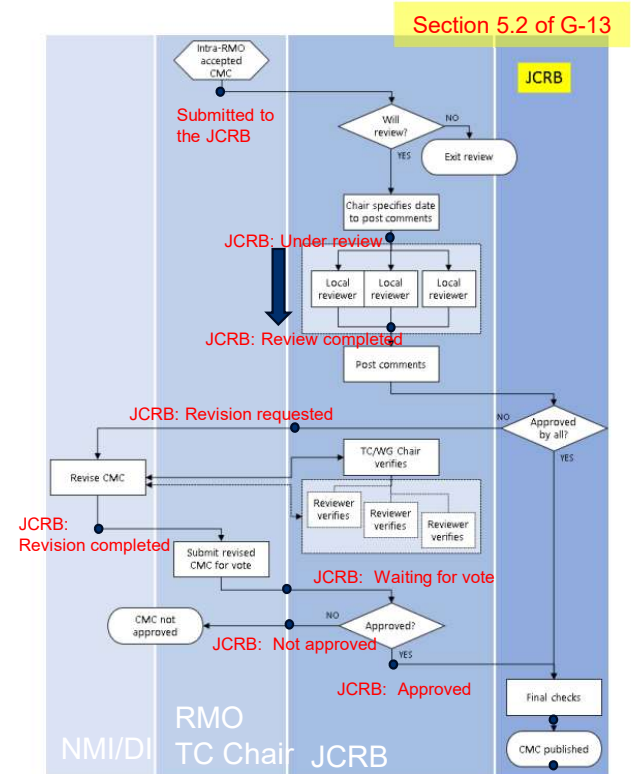 Section 5.2 of G-13
Intra-RMO
accepted
CMC
JCRB
Submitted to
the JCRB
Will
review?
NO
YES
Exit review
Chair specifies date
to post comments
JCRB: Under review
Local
reviewer
Local
reviewer
Local
reviewer
JCRB: Review completed
Post comments
JCRB: Revision requested
NO
Approved
by all?
YES
TC/WG Chair
verifies
Revise CMC
Reviewer
verifies
Reviewer
verifies
Reviewer
verifies
JCRB:
Revision completed
Submit revised
CMC for vote
JCRB: Waiting for vote
CMC not
approved
NO
Approved?
JCRB: Not approved
YES
JCRB: Approved
Final checks
CMC published
NMI/DI
RMO
TC Chair
JCRB